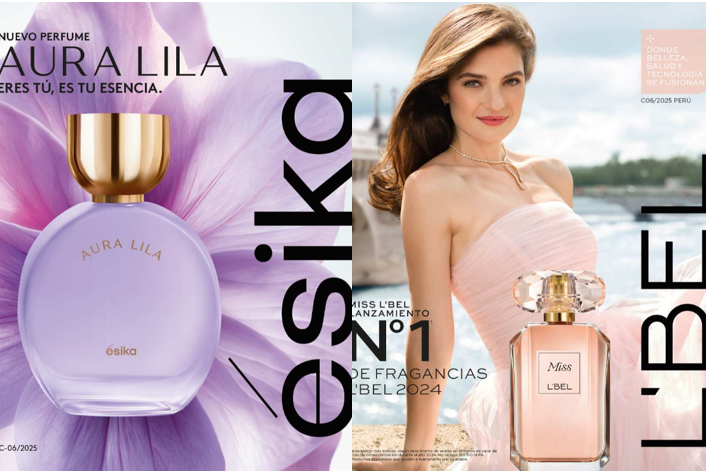 NUEVO PERFUME
AURA LILA
ERES TÚ, ES TU ESENCIA.
AURA LILA
ésika
C-06/2025
ésika
DONDE
BELLEZA,
SALUD Y
TECNOLOGÍA
SE FUSIONAN
C06/2025 PERÚ
L'BEL
MISS L'BEL
LANZAMIENTO
Nº1
DE FRAGANCIAS
L'BEL 2024
Miss
L'BEL